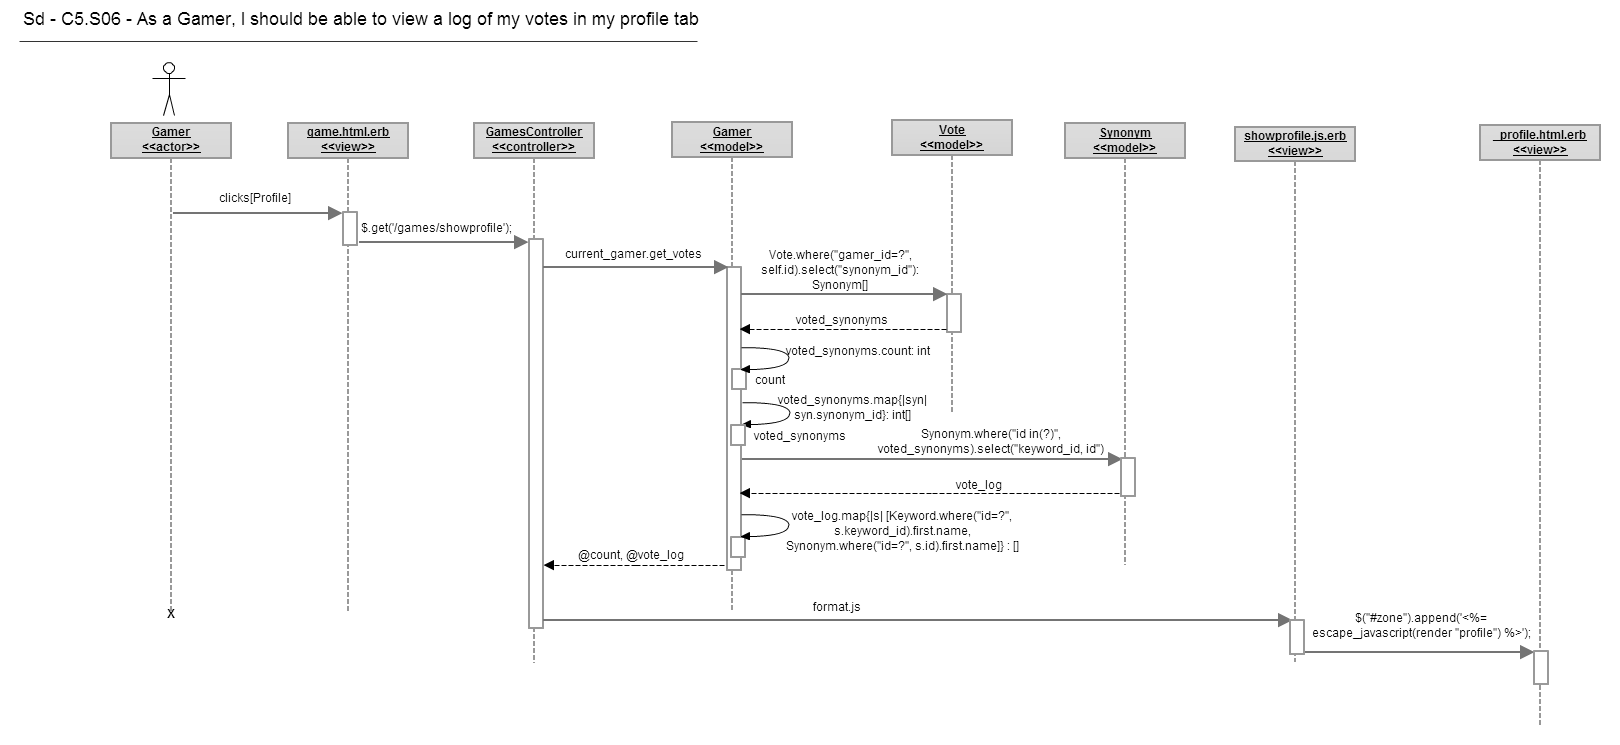 Sd - C5.S06 - As a Gamer, I should be able to view a log of my votes in my profile tab
Gamer
<<actor>>
game.html.erb
<<view>>
GamesController
<<controller>>
Gamer
<<model>>
Vote
<<model>>
Synonym
<<model>>
showprofile.js.erb
<<view>>
_profile.html.erb
<<view>>
clicks[Profile]
$.get('/games/showprofile');
current_gamer.get_votes
Vote.where("gamer_id=?",
self.id).select("synonym_id"):
Synonym[]
voted_synonyms
voted_synonyms.count: int
count
voted_synonyms.map{|syn|
syn.synonym_id}: int[]
voted_synonyms
Synonym.where("id in(?)",
voted_synonyms).select("keyword_id, id")
vote_log
vote_log.map{|s| [Keyword.where("id=?",
s.keyword_id).first.name,
Synonym.where("id=?", s.id).first.name]} : []
@count, @vote_log
format.js
$("#zone").append('<%=
escape_javascript(render "profile") %>');
x